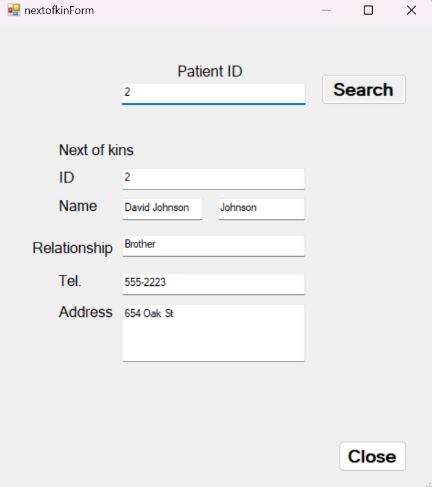 nextofkinForm
Patient ID
2
Search
Next of kins
ID 2
Name David Johnson Johnson
Relationship Brother
Tel. 555-2223
Address 654 Oak St
Close